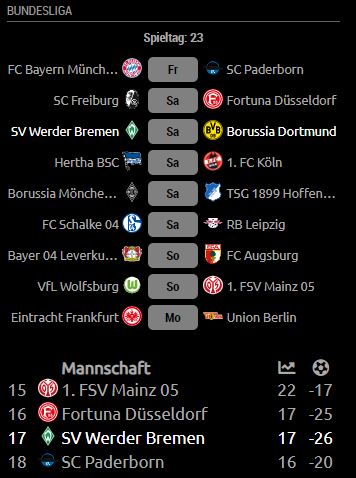 BUNDESLIGA
Spieltag: 23
FC Bayern Münch... Fr SC Paderborn
SC Freiburg Sa Fortuna Düsseldorf
SV Werder Bremen Sa Borussia Dortmund
Hertha BSC Sa 1. FC Köln
Borussia Mönche... Sa TSG 1899 Hoffen...
FC Schalke 04 Sa RB Leipzig
Bayer 04 Leverku... So FC Augsburg
VfL Wolfsburg So 1. FSV Mainz 05
Eintracht Frankfurt Mo Union Berlin
Mannschaft
15 1. FSV Mainz 05 22 -17
16 Fortuna Düsseldorf 17 -25
17 SV Werder Bremen 17 -26
18 SC Paderborn 16 -20